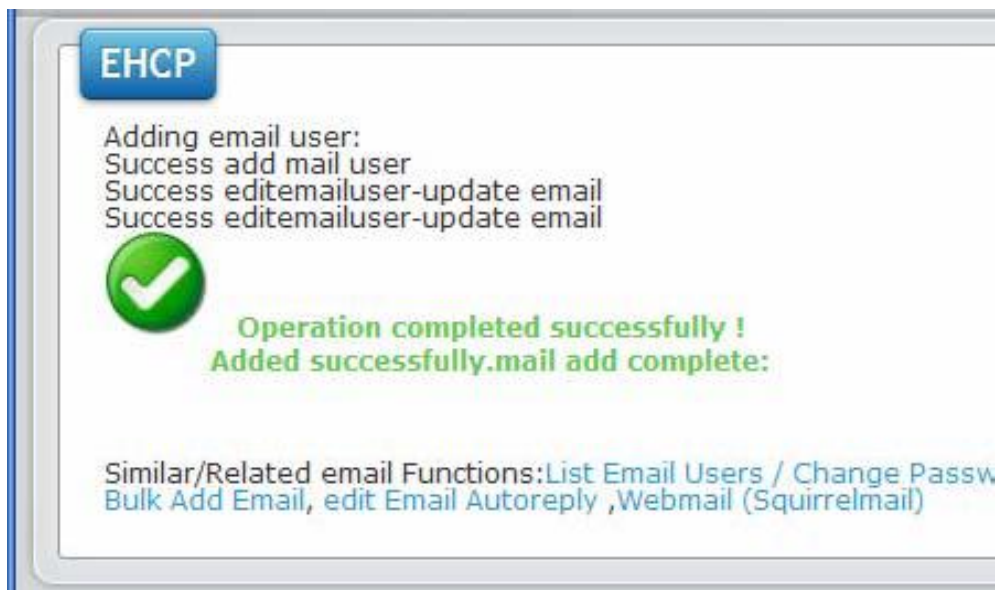 EHCP
Adding email user:
Success add mail user
Success editemailuser-update email
Success editemailuser-update email
Operation completed successfully !
Added successfully.mail add complete:
Similar/Related email Functions:List Email Users / Change Passw
Bulk Add Email, edit Email Autoreply ,Webmail (Squirrelmail)